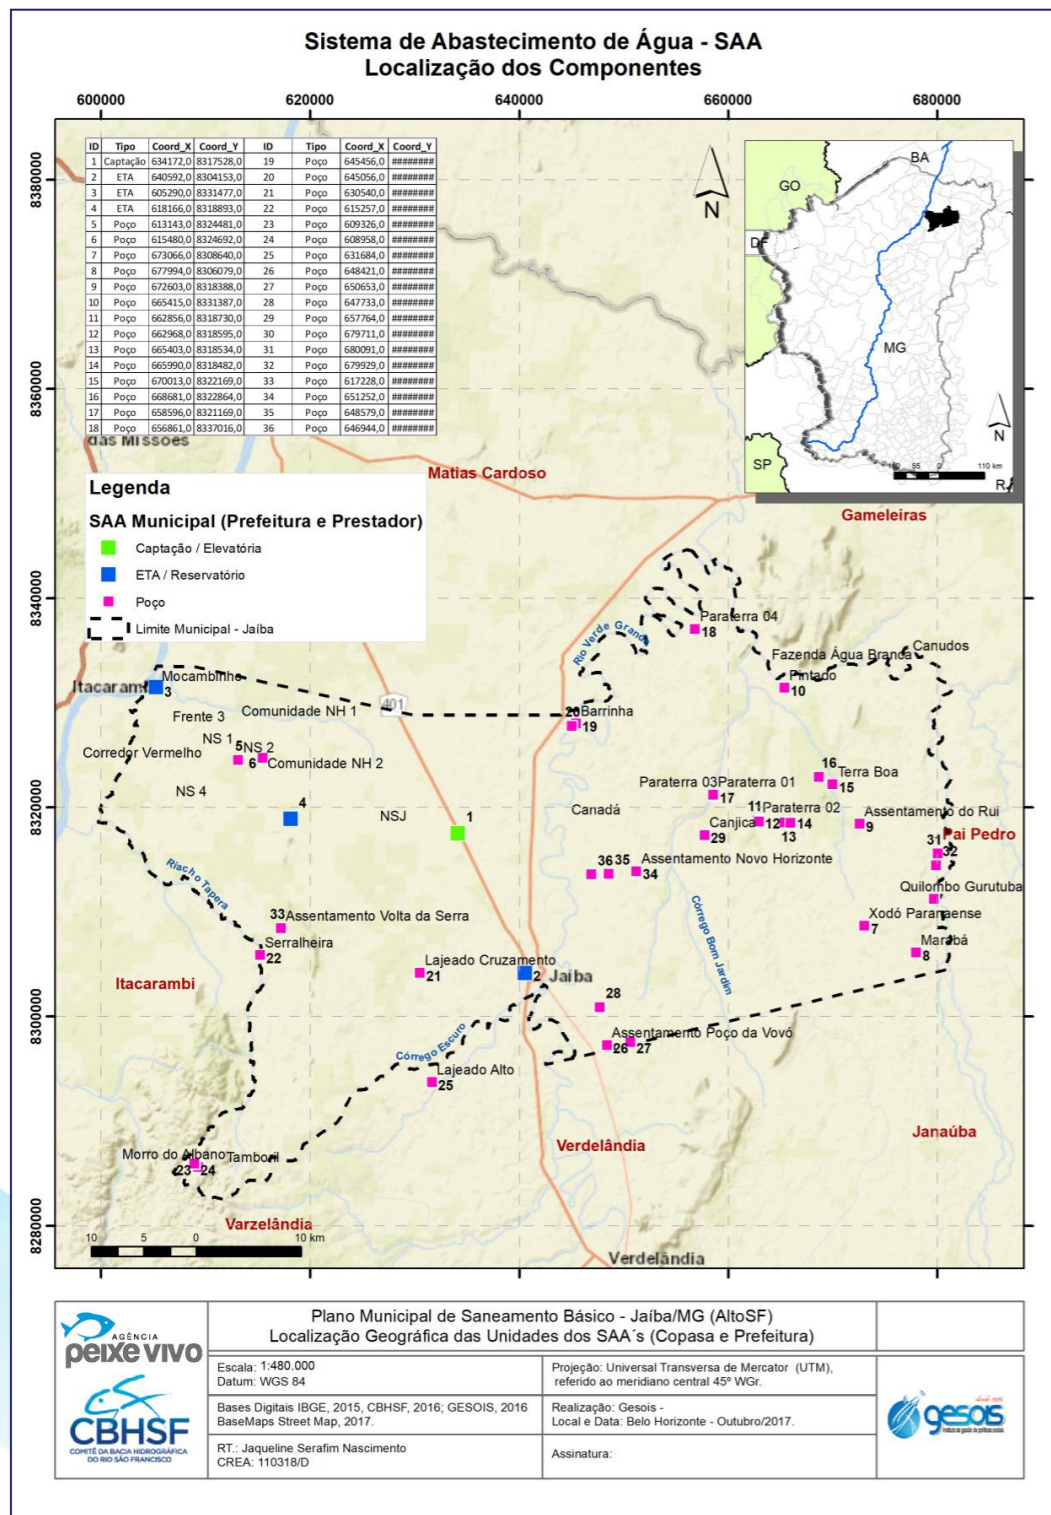 Sistema de Abastecimento de Água - SAA
Localização dos Componentes
600000 620000 640000 660000 680000
8380000
8360000
8340000
8320000
8300000
8280000
ID Tipo Coord_X Coord_Y ID Tipo Coord_X Coord_Y
1 Captação 634172,0 8317528,0 19 Poço 645456,0 ########
2 ETA 640592,0 8304153,0 20 Poço 645056,0 ########
3 ETA 605290,0 8331477,0 21 Poço 630540,0 ########
4 ETA 618166,0 8318893,0 22 Poço 615257,0 ########
5 Poço 613143,0 8324481,0 23 Poço 609326,0 ########
6 Poço 615480,0 8324692,0 24 Poço 608958,0 ########
7 Poço 673066,0 8308640,0 25 Poço 631684,0 ########
8 Poço 677994,0 8306079,0 26 Poço 648421,0 ########
9 Poço 672603,0 8318388,0 27 Poço 650653,0 ########
10 Poço 665415,0 8331387,0 28 Poço 647733,0 ########
11 Poço 662856,0 8318730,0 29 Poço 657764,0 ########
12 Poço 662968,0 8318595,0 30 Poço 679711,0 ########
13 Poço 665403,0 8318534,0 31 Poço 680091,0 ########
14 Poço 665990,0 8318482,0 32 Poço 679929,0 ########
15 Poço 670013,0 8322169,0 33 Poço 617228,0 ########
16 Poço 668681,0 8322864,0 34 Poço 651252,0 ########
17 Poço 658596,0 8321169,0 35 Poço 648579,0 ########
18 Poço 656861,0 8337016,0 36 Poço 646944,0 ########
N
BA
GO
DF
MG
SP
N
55 0 110 km
das Missões
Matias Cardoso
Gameleiras
Legenda
SAA Municipal (Prefeitura e Prestador)
Captação / Elevatória
ETA / Reservatório
Poço
Limite Municipal - Jaíba
Rio Verde Grande
Paraterra 04
18
Fazenda Água Branca
Canudos
Pintado
10
Itacaram
Mocambinho
3
401
Frente 3
Comunidade NH 1
20 Barrinha
19
NS 1
5
NS 2
6
Comunidade NH 2
Corredor Vermelho
NS 4
4
NSJ
1
Canadá
Paraterra 03 Paraterra 01
17
16
Terra Boa
15
11 Paraterra 02
12 14
13
Canjica
29
Assentamento do Rui
9
Pai Pedro
31
32
36 35 Assentamento Novo Horizonte
34
Quilombo Gurutuba
Riacho Tapera
33
Assentamento Volta da Serra
Serralheira
22
Xodó Paranaense
7
Marabá
8
Córrego Bom Jardim
Itacarambi
Lajeado Cruzamento
21
2
Jaíba
28
Córrego Escuro
Assentamento Poço da Vovó
26 27
Lajeado Alto
25
Morro do Albano
Tamboril
23 24
Verdelândia
Janaúba
Varzelândia
Verdelândia
10 5 0 10 km
AGÊNCIA
peixe vivo
CBHSF
COMITÊ DA BACIA HIDROGRÁFICA
DO RIO SÃO FRANCISCO
Plano Municipal de Saneamento Básico - Jaíba/MG (AltoSF)
Localização Geográfica das Unidades dos SAA´s (Copasa e Prefeitura)
Escala: 1:480.000
Datum: WGS 84
Projeção: Universal Transversa de Mercator (UTM),
referido ao meridiano central 45º WGr.
Bases Digitais IBGE, 2015, CBHSF, 2016; GESOIS, 2016
BaseMaps Street Map, 2017.
Realização: Gesois -
Local e Data: Belo Horizonte - Outubro/2017.
RT.: Jaqueline Serafim Nascimento
CREA: 110318/D
Assinatura:
gesois